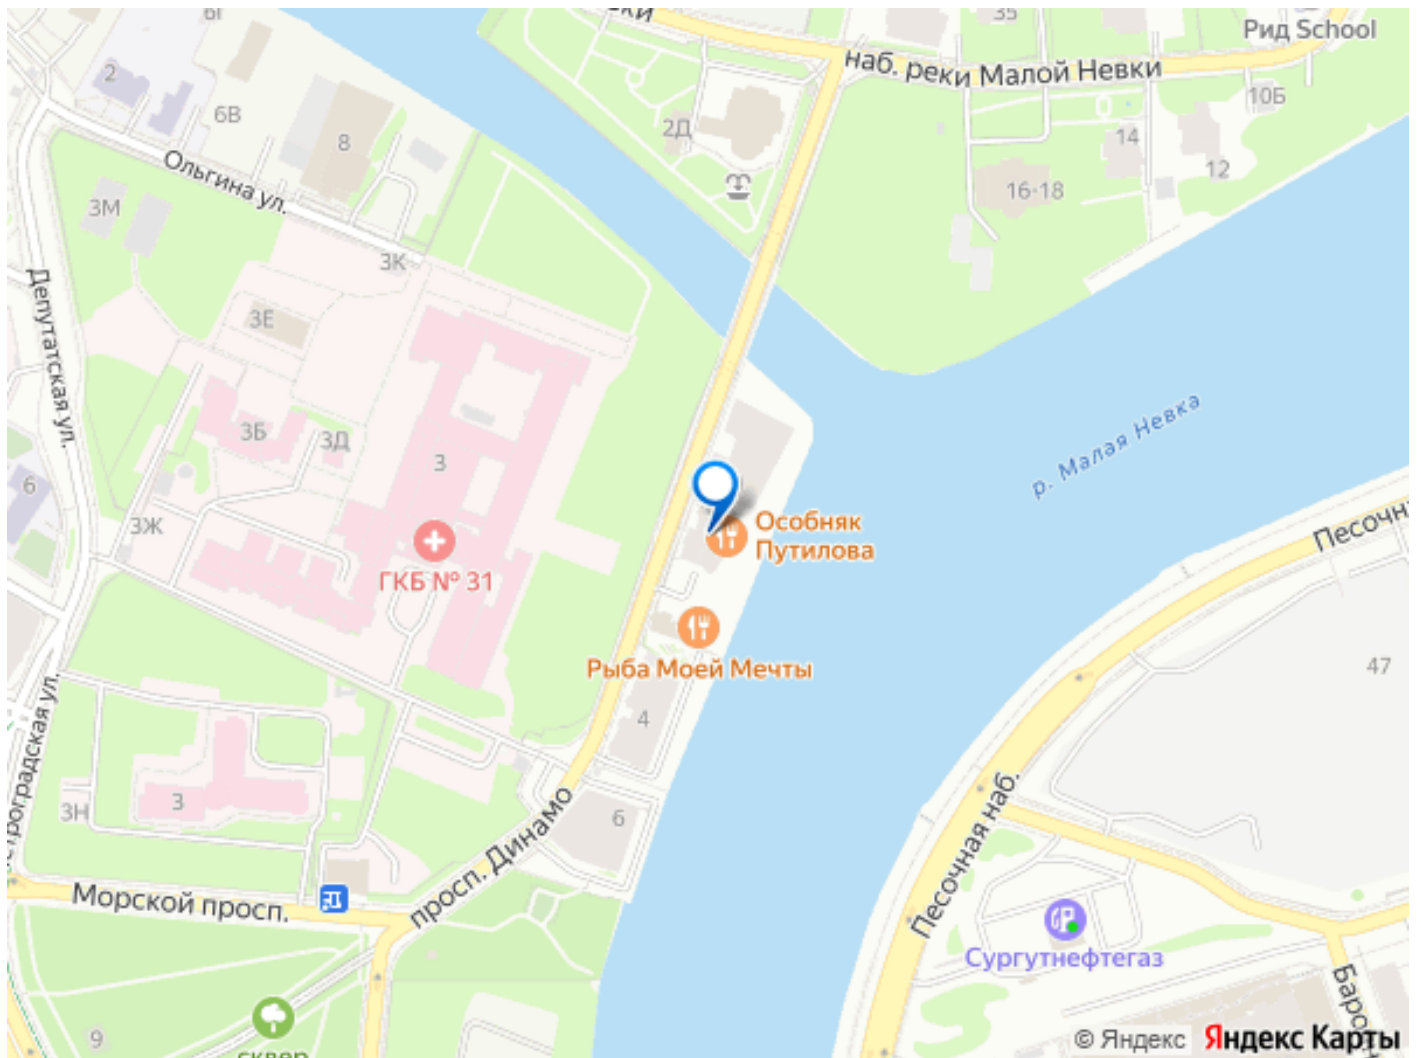 ки
35
Рид School
наб. реки Малой Невки
2
6В
8
2Д
14
10Б
12
16-18
Ольгина ул.
3М
3К
Депутатская ул.
3Е
3Б
3Д
3
6
3Ж
р. Малая Невка
Особняк
Путилова
ГКБ № 31
Рыба Моей Мечты
4
47
Песочная наб.
3
3Н
6
просп. Динамо
Морской просп.
Сургутнефтегаз
9
сквер
© Яндекс Яндекс Карты